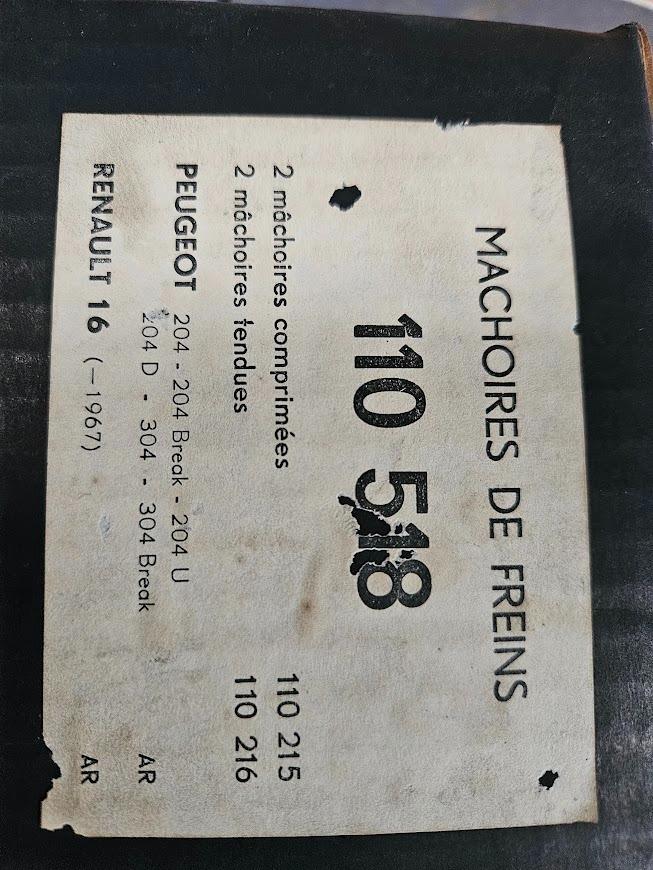 MACHOIRES DE FREINS
110 518
2 mâchoires comprimées 110 215
2 mâchoires tendues 110 216
PEUGEOT 204 - 204 Break - 204 U
204 D - 304 - 304 Break AR
RENAULT 16 (—1967) AR